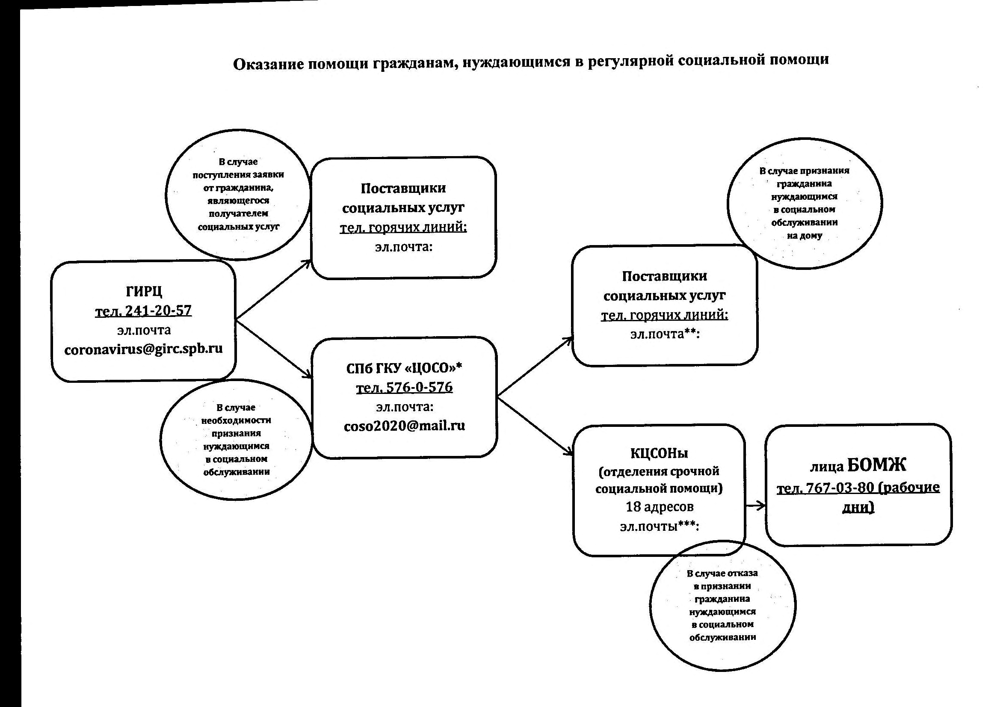 Оказание помощи гражданам, нуждающимся в регулярной социальной помощи
В случае
поступления заявки
от гражданина,
являющегося
получателем
социальных услуг
Поставщики
социальных услуг
тел. горячих линий:
эл.почта:
В случае признания
гражданина
нуждающимся
в социальном
обслуживании
на дому
ГИРЦ
тел. 241-20-57
эл.почта
coronavirus@girc.spb.ru
Поставщики
социальных услуг
тел. горячих линий:
эл.почта**:
СПб ГКУ «ЦОСО»*
тел. 576-0-576
эл.почта:
coso2020@mail.ru
В случае
необходимости
признания
нуждающимся
в социальном
обслуживании
КЦСОНы
(отделения срочной
социальной помощи)
18 адресов
эл.почты***:
лица БОМЖ
тел. 767-03-80 (рабочие
дни)
В случае отказа
в признании
гражданина
нуждающимся
в социальном
обслуживании